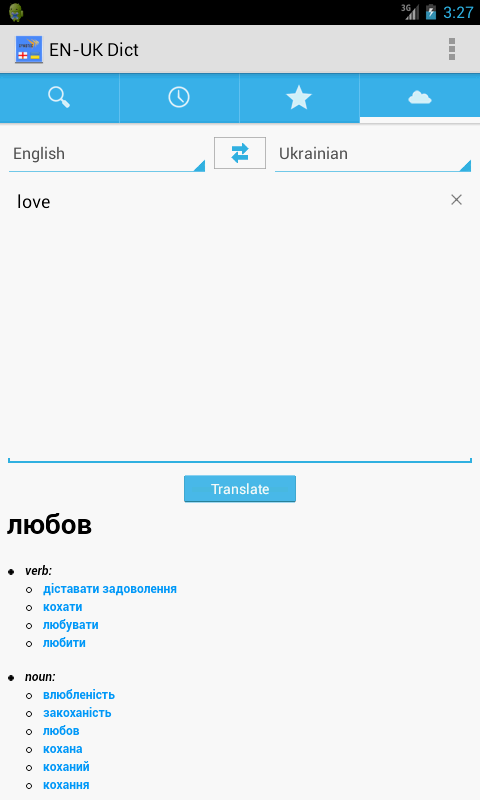 3G
3:27
EN-UK Dict
English
Ukrainian
love
Translate
любов
verb:
діставати задоволення
кохати
любувати
любити
noun:
влюбленість
закоханість
любов
кохана
коханий
кохання